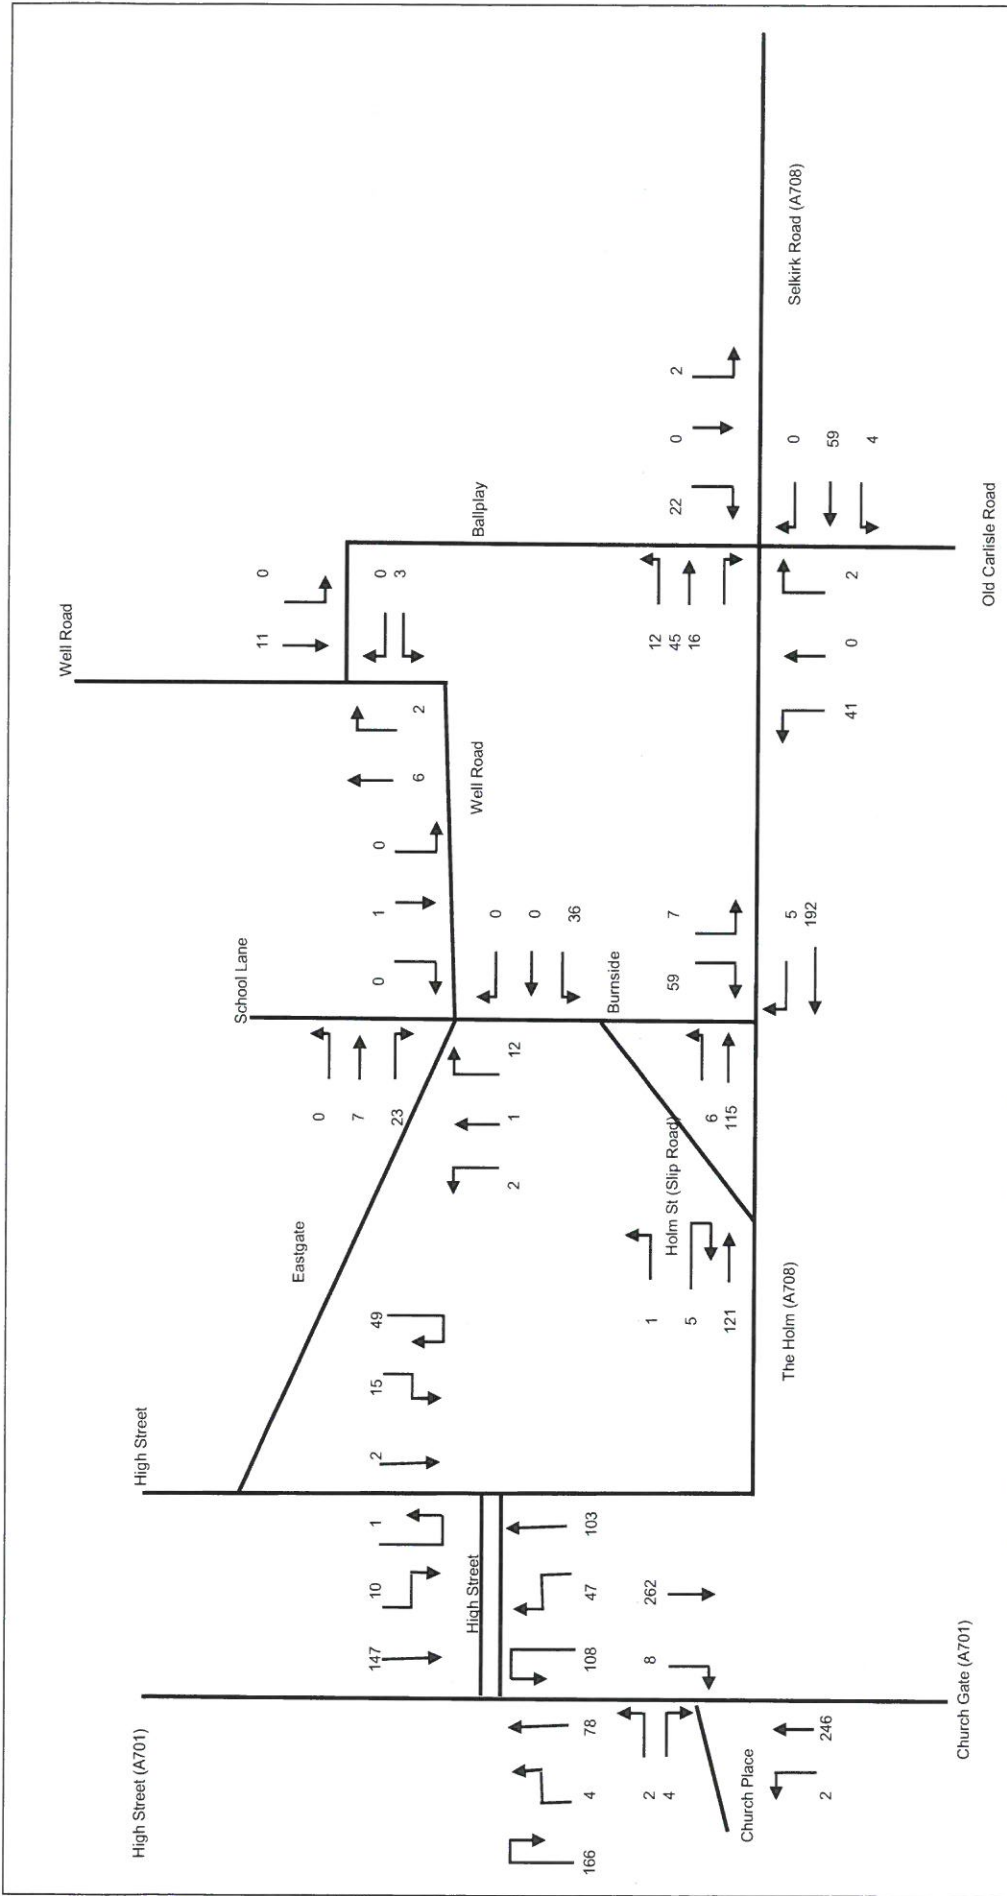 Well Road
High Street (A701)
High Street
School Lane
11 0
Eastgate
0
7
23
147 10 1 2 15 49
0 1 0
0
3
6 2
High Street
Well Road
Ballplay
0
0
36
2 1 12
166 4 78 108 47 103
Burnside
2
4
8 262
1
5
121
Holm St (Slip Road)
6
115
59 7
12
45
16
22 0 2
Church Place
2 246
The Holm (A708)
5
192
Selkirk Road (A708)
0
59
4
41 0 2
Church Gate (A701)
Old Carlisle Road